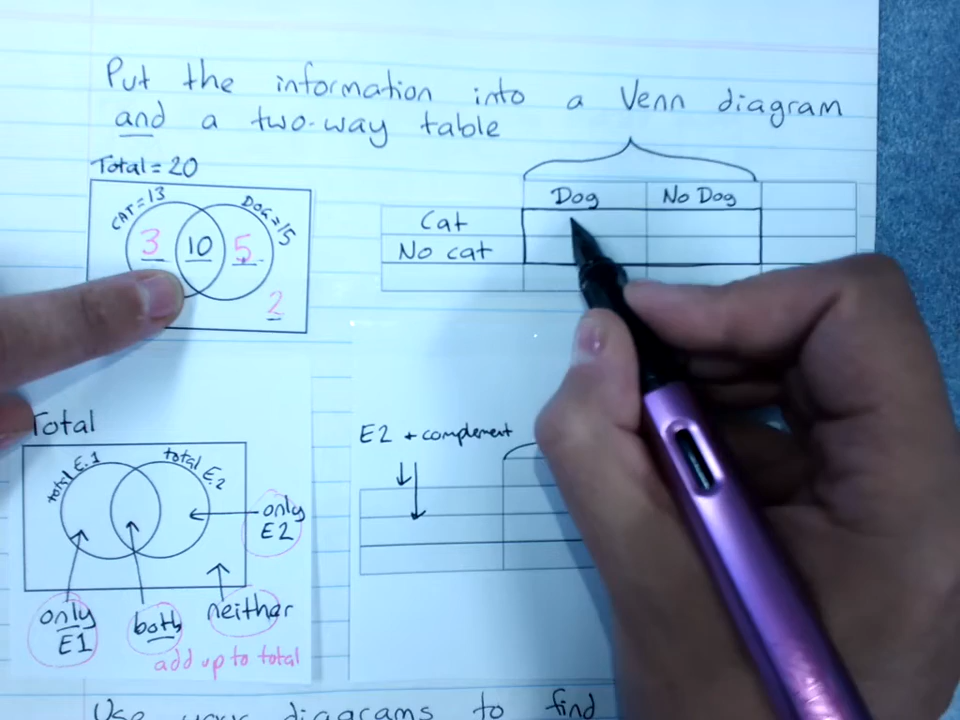 Put the information into a Venn diagram
and a two-way table
Total = 20
CAT = 13
DOG = 15
3 10 5
2
Dog No Dog
Cat
No cat
Total
total E.1
total E.2
only
E2
only
E1
both
neither
add up to total
E2 + complement
Use your diagrams to find